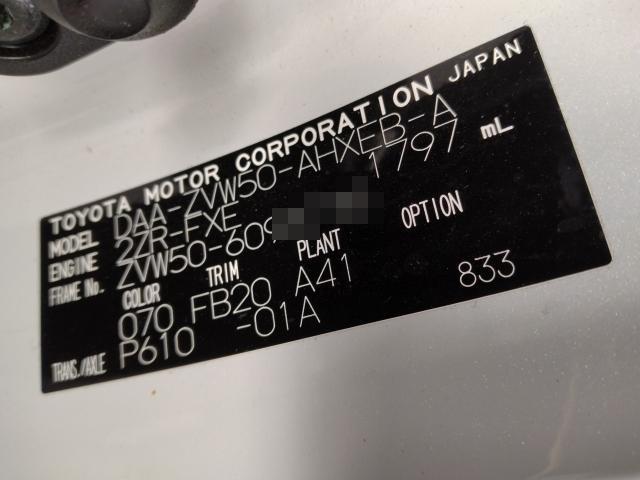 TOYOTA MOTOR CORPORATION JAPAN
MODEL DAA-ZVW50-AHXEB-A
ENGINE 2ZR-FXE 1797 mL
FRAME No. ZVW50-609
COLOR TRIM PLANT OPTION
070 FB20 A41 833
TRANS./AXLE P610 -01A